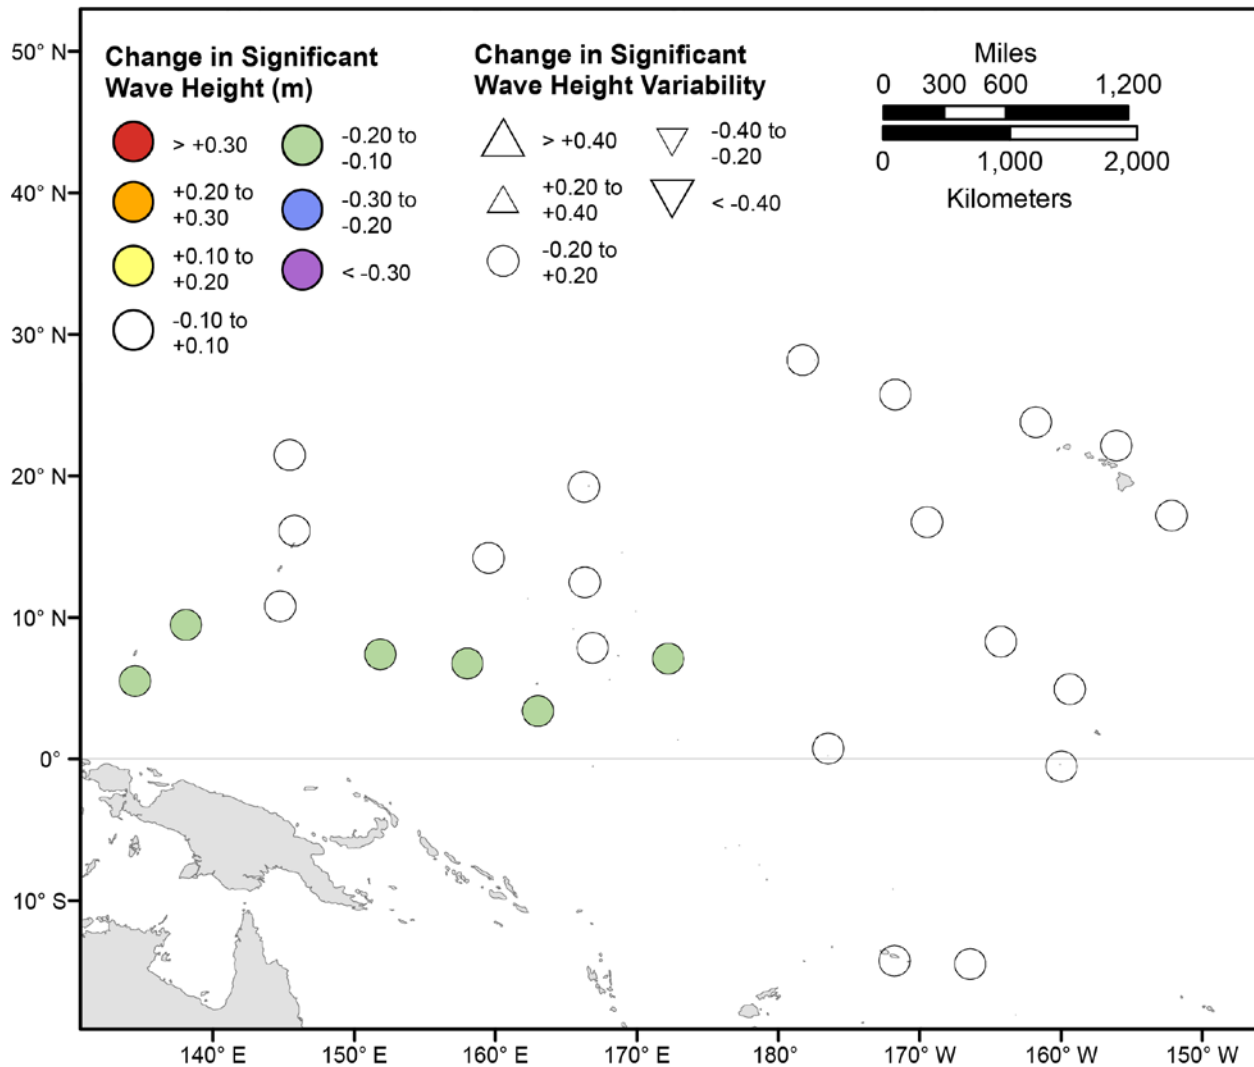 Change in Significant
Wave Height (m)
> +0.30
+0.20 to
+0.30
+0.10 to
+0.20
-0.10 to
+0.10
-0.20 to
-0.10
-0.30 to
-0.20
< -0.30
Change in Significant
Wave Height Variability
> +0.40
+0.20 to
+0.40
-0.20 to
+0.20
-0.40 to
-0.20
< -0.40
Miles
0 300 600 1,200
0 1,000 2,000
Kilometers
50° N
40° N
30° N
20° N
10° N
0°
10° S
140° E 150° E 160° E 170° E 180° 170° W 160° W 150° W